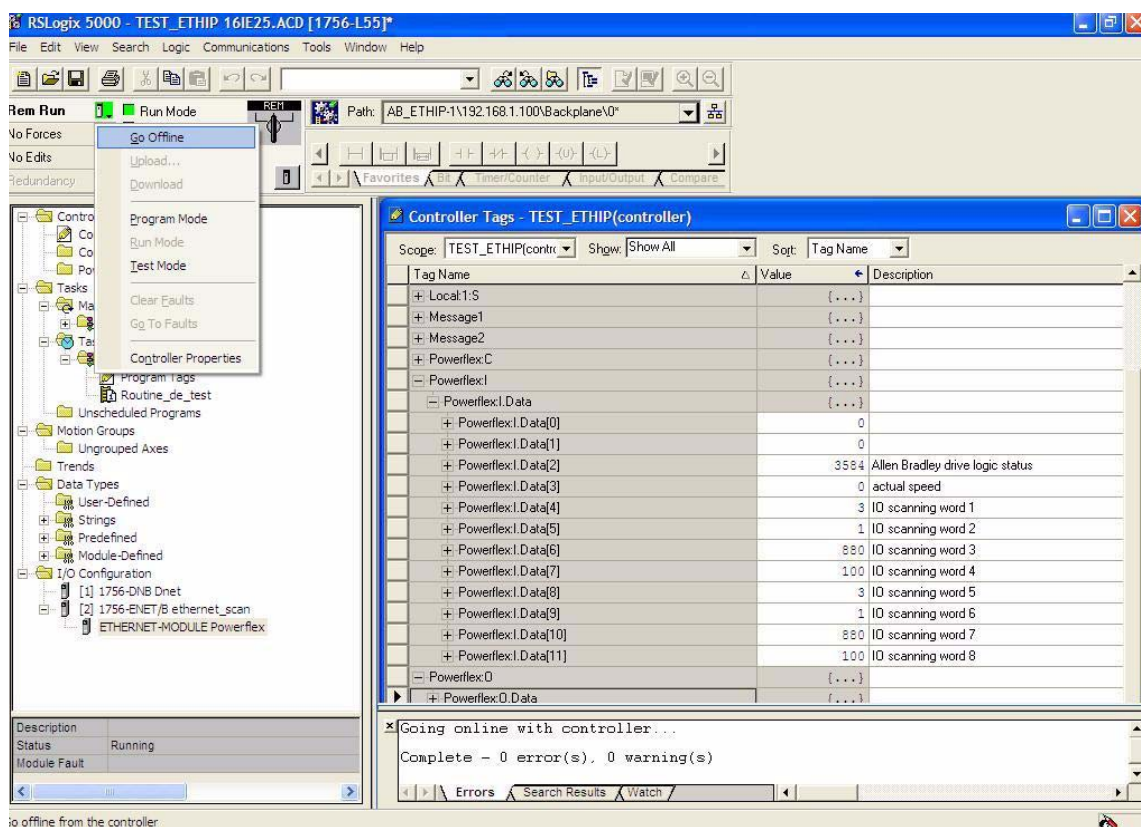 RSLogix 5000 - TEST_ETHIP 16IE25.ACD [1756-L55]*
File Edit View Search Logic Communications Tools Window Help
Rem Run Run Mode REM Path: AB_ETHIP-1\192.168.1.100\Backplane\0*
No Forces
No Edits
Redundancy
Go Offline
Upload...
Download
Program Mode
Run Mode
Test Mode
Clear Faults
Go To Faults
Controller Properties
Favorites Bit Timer/Counter Input/Output Compare
Contro
Co
Co
Po
Tasks
Ma
Ta
Program Tags
Routine_de_test
Unscheduled Programs
Motion Groups
Ungrouped Axes
Trends
Data Types
User-Defined
Strings
Predefined
Module-Defined
I/O Configuration
[1] 1756-DNB Dnet
[2] 1756-ENET/B ethernet_scan
ETHERNET-MODULE Powerflex
Description
Status Running
Module Fault
Controller Tags - TEST_ETHIP(controller)
Scope: TEST_ETHIP(contrc Show: Show All Sort: Tag Name
Tag Name Value Description
Local:1:S {...}
Message1 {...}
Message2 {...}
Powerflex:C {...}
Powerflex:I {...}
Powerflex:I.Data {...}
Powerflex:I.Data[0] 0
Powerflex:I.Data[1] 0
Powerflex:I.Data[2] 3584 Allen Bradley drive logic status
Powerflex:I.Data[3] 0 actual speed
Powerflex:I.Data[4] 3 IO scanning word 1
Powerflex:I.Data[5] 1 IO scanning word 2
Powerflex:I.Data[6] 880 IO scanning word 3
Powerflex:I.Data[7] 100 IO scanning word 4
Powerflex:I.Data[8] 3 IO scanning word 5
Powerflex:I.Data[9] 1 IO scanning word 6
Powerflex:I.Data[10] 880 IO scanning word 7
Powerflex:I.Data[11] 100 IO scanning word 8
Powerflex:O {...}
Powerflex:O.Data {...}
Going online with controller...
Complete - 0 error(s), 0 warning(s)
Errors Search Results Watch
Go offline from the controller